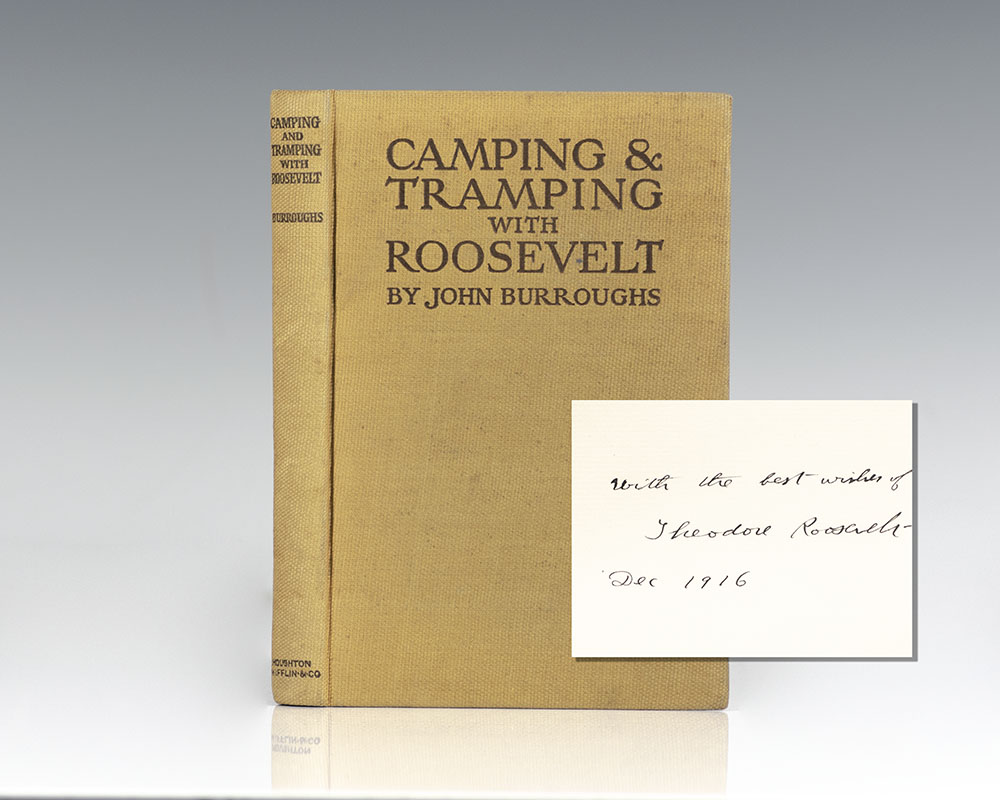 CAMPING
AND
TRAMPING
WITH
ROOSEVELT
BURROUGHS
HOUGHTON
MIFFLIN & CO
CAMPING &
TRAMPING
WITH
ROOSEVELT
BY JOHN BURROUGHS
With the best wishes of
Theodore Roosevelt
Dec 1916